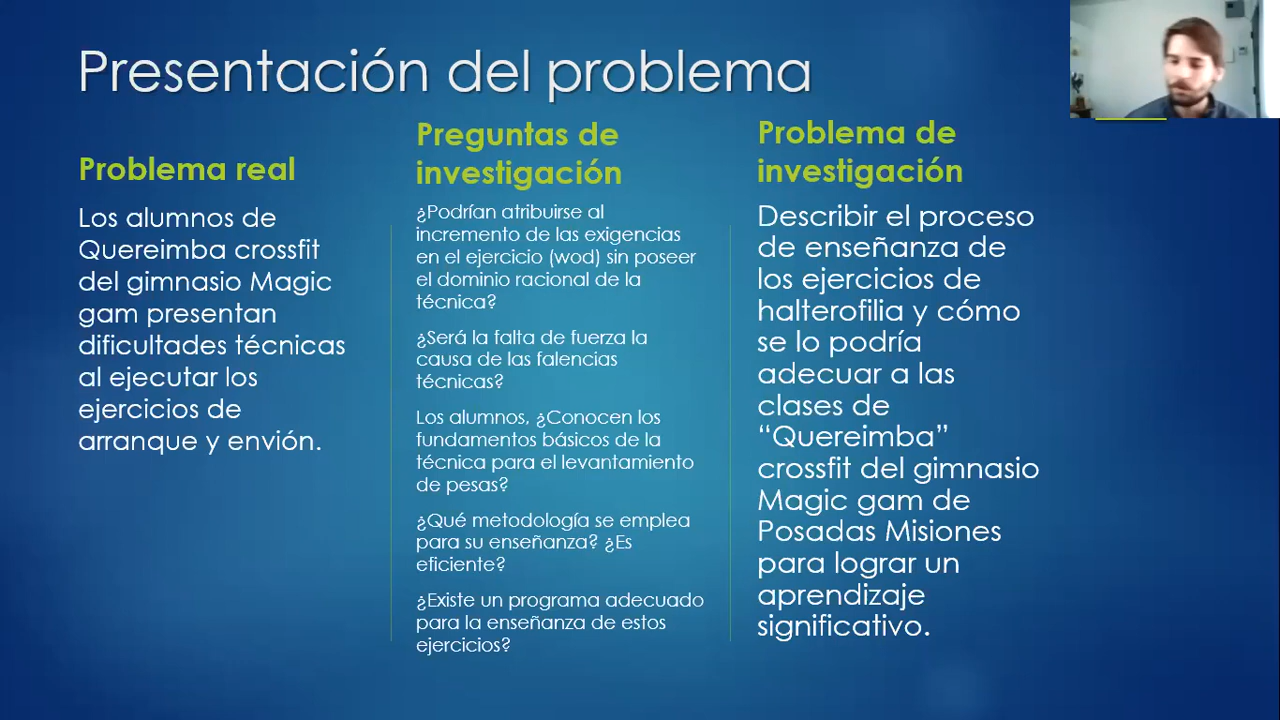 Presentación del problema
Problema real
Los alumnos de
Quereimba crossfit
del gimnasio Magic
gam presentan
dificultades técnicas
al ejecutar los
ejercicios de
arranque y envión.
Preguntas de
investigación
¿Podrían atribuirse al
incremento de las exigencias
en el ejercicio (wod) sin poseer
el dominio racional de la
técnica?
¿Será la falta de fuerza la
causa de las falencias
técnicas?
Los alumnos, ¿Conocen los
fundamentos básicos de la
técnica para el levantamiento
de pesas?
¿Qué metodología se emplea
para su enseñanza? ¿Es
eficiente?
¿Existe un programa adecuado
para la enseñanza de estos
ejercicios?
Problema de
investigación
Describir el proceso
de enseñanza de
los ejercicios de
halterofilia y cómo
se lo podría
adecuar a las
clases de
“Quereimba”
crossfit del gimnasio
Magic gam de
Posadas Misiones
para lograr un
aprendizaje
significativo.